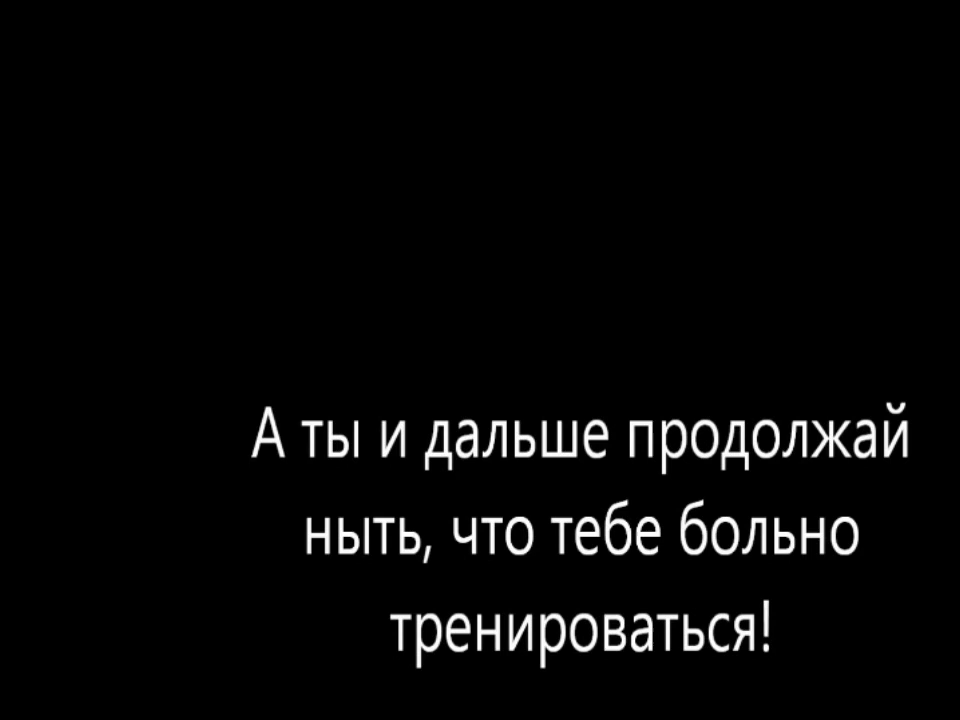 А ты и дальше продолжай
ныть, что тебе больно
тренироваться!